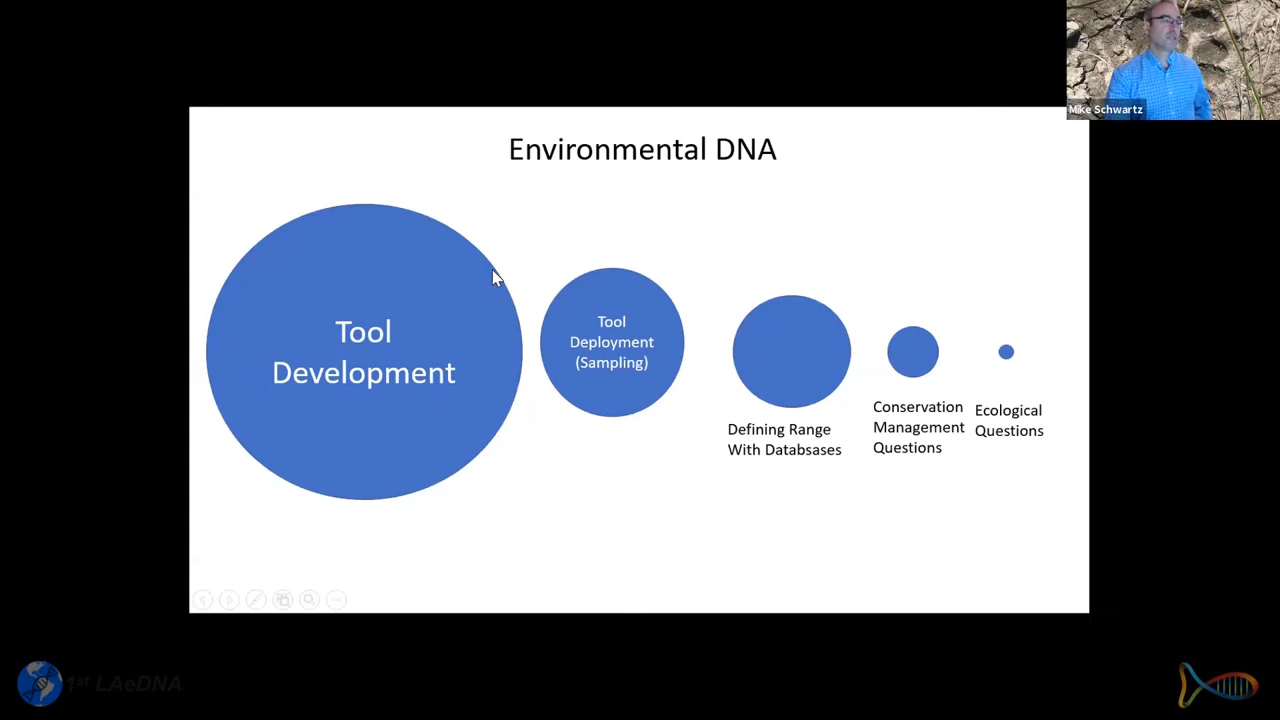 Mike Schwartz
Environmental DNA
Tool
Development
Tool
Deployment
(Sampling)
Defining Range
With Databsases
Conservation
Management
Questions
Ecological
Questions
1st LAeDNA